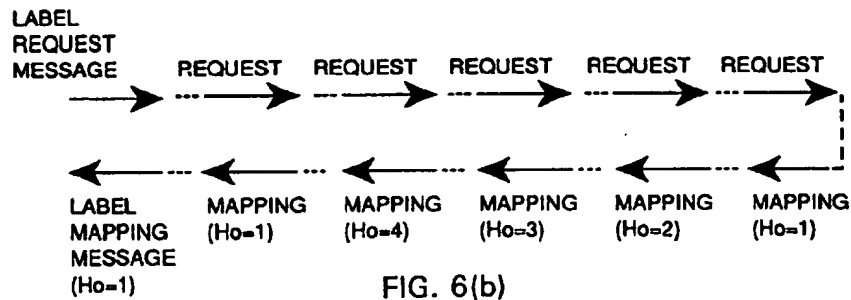 LABEL
REQUEST
MESSAGE
REQUEST REQUEST REQUEST REQUEST REQUEST
LABEL
MAPPING
MESSAGE
(Ho=1)
MAPPING
(Ho=1)
MAPPING
(Ho=4)
MAPPING
(Ho=3)
MAPPING
(Ho=2)
MAPPING
(Ho=1)
FIG. 6(b)